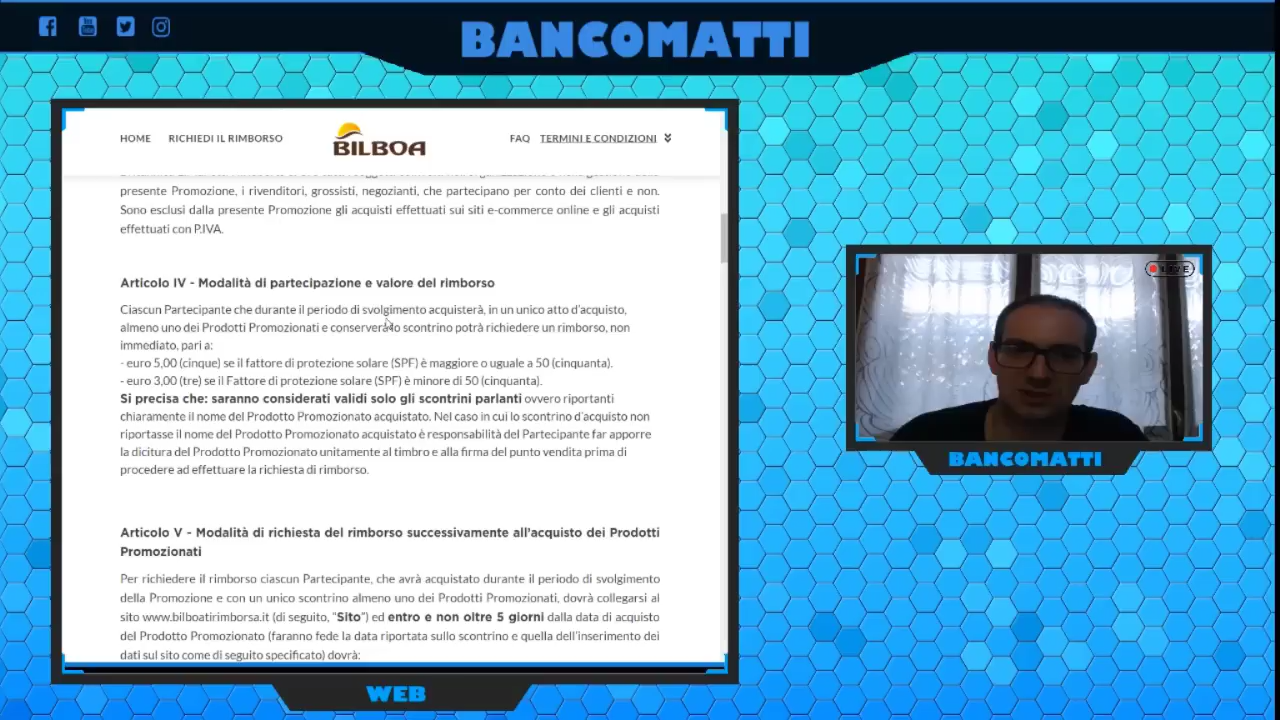 BANCOMATTI
HOME
RICHIEDI IL RIMBORSO
BILBOA
FAQ
TERMINI E CONDIZIONI
presente Promozione, i rivenditori, grossisti, negozianti, che partecipano per conto dei clienti e non.
Sono esclusi dalla presente Promozione gli acquisti effettuati sui siti e-commerce online e gli acquisti
effettuati con P.IVA.
Articolo IV - Modalità di partecipazione e valore del rimborso
Ciascun Partecipante che durante il periodo di svolgimento acquisterà, in un unico atto d'acquisto,
almeno uno dei Prodotti Promozionati e conserverà lo scontrino potrà richiedere un rimborso, non
immediato, pari a:
- euro 5,00 (cinque) se il fattore di protezione solare (SPF) è maggiore o uguale a 50 (cinquanta).
- euro 3,00 (tre) se il Fattore di protezione solare (SPF) è minore di 50 (cinquanta).
Si precisa che: saranno considerati validi solo gli scontrini parlanti ovvero riportanti
chiaramente il nome del Prodotto Promozionato acquistato. Nel caso in cui lo scontrino d'acquisto non
riportasse il nome del Prodotto Promozionato acquistato è responsabilità del Partecipante far apporre
la dicitura del Prodotto Promozionato unitamente al timbro e alla firma del punto vendita prima di
procedere ad effettuare la richiesta di rimborso.
Articolo V - Modalità di richiesta del rimborso successivamente all'acquisto dei Prodotti
Promozionati
Per richiedere il rimborso ciascun Partecipante, che avrà acquistato durante il periodo di svolgimento
della Promozione e con un unico scontrino almeno uno dei Prodotti Promozionati, dovrà collegarsi al
sito www.bilboatirimborsa.it (di seguito, "Sito") ed entro e non oltre 5 giorni dalla data di acquisto
del Prodotto Promozionato (faranno fede la data riportata sullo scontrino e quella dell'inserimento dei
dati sul sito come di seguito specificato) dovrà:
WEB
LIVE
BANCOMATTI